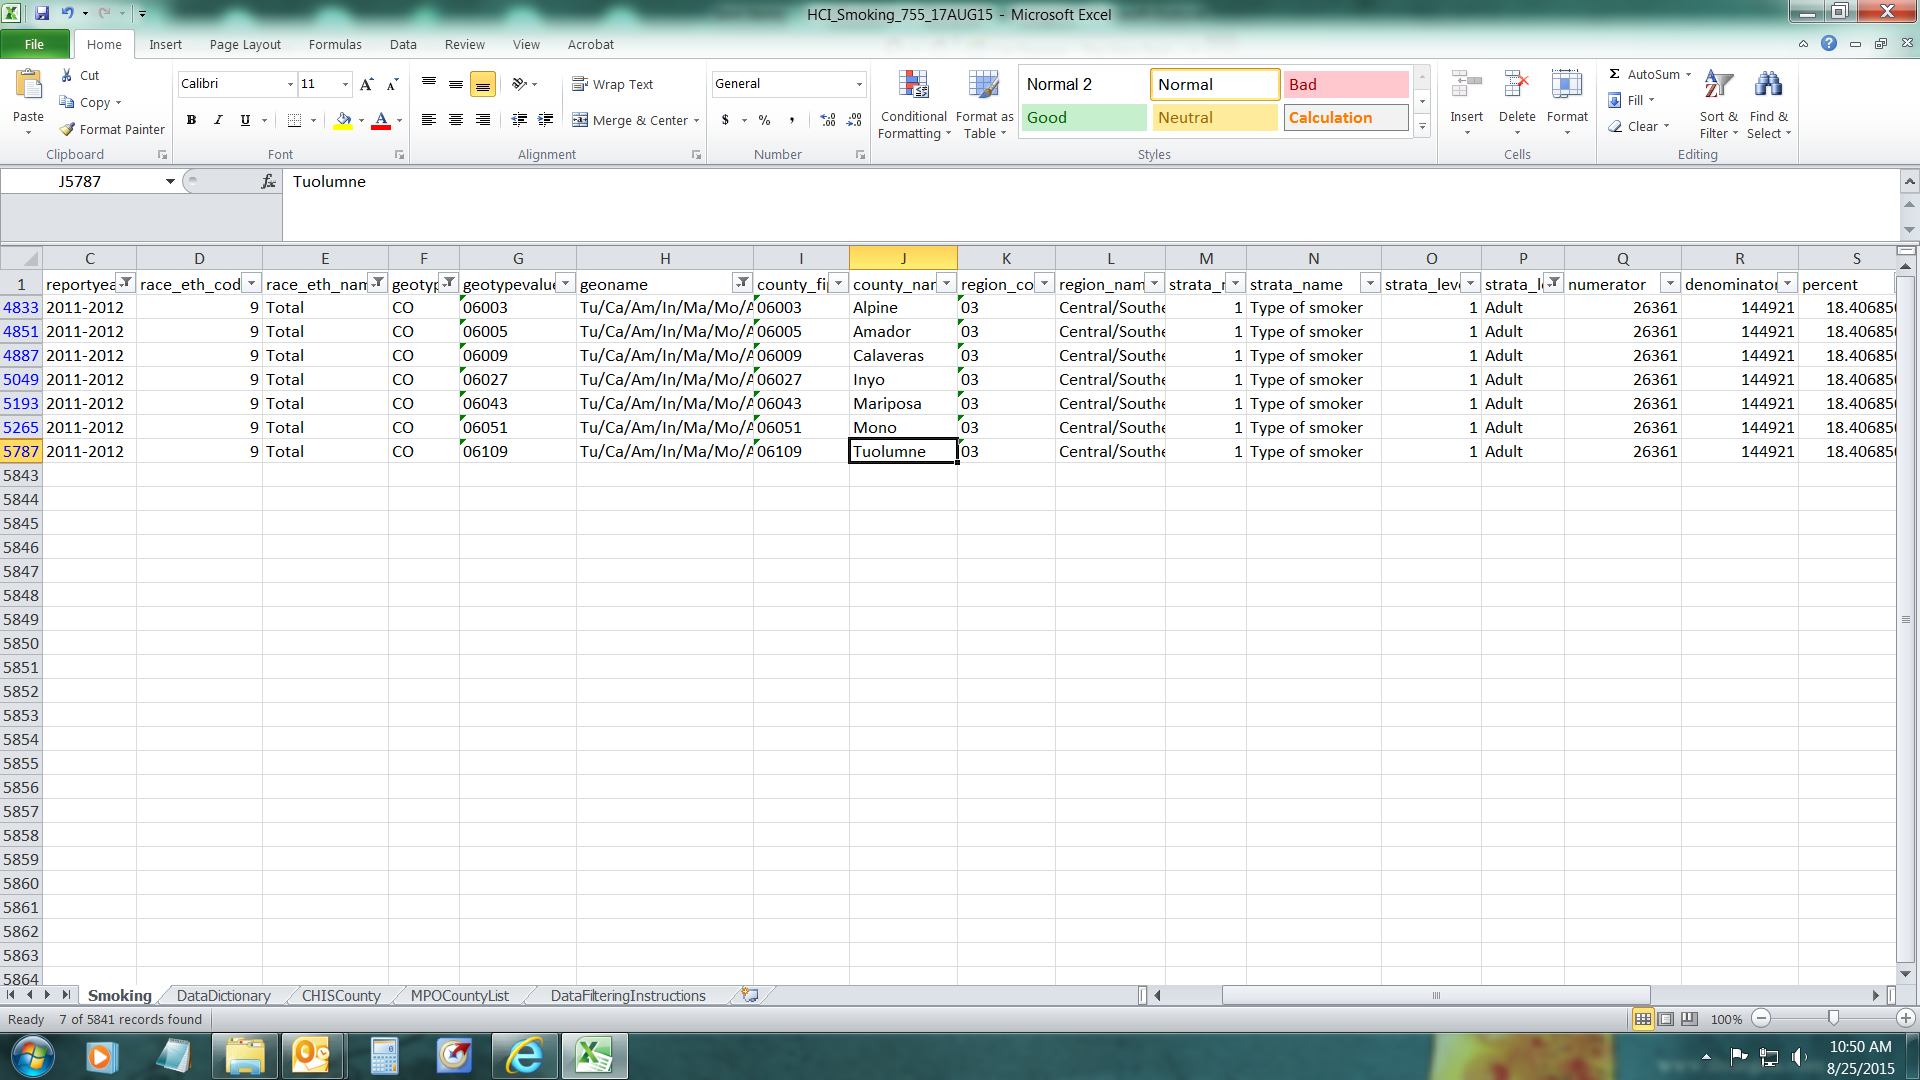 HCI_Smoking_755_17AUG15 - Microsoft Excel
File Home Insert Page Layout Formulas Data Review View Acrobat
Paste Cut Copy Format Painter Clipboard
Calibri 11 A A B I U A Font
Wrap Text Merge & Center Alignment
General $ % , .00 .0 Number
Conditional Formatting Format as Table
Normal 2 Normal Bad
Good Neutral Calculation
Styles
Insert Delete Format Cells
Σ AutoSum Fill Clear Sort & Filter Find & Select Editing
J5787 fx Tuolumne
C D E F G H I J K L M N O P Q R S
1 reportyea race_eth_cod race_eth_nam geotyp geotypevalue geoname county_fi county_nar region_co region_nam strata_ strata_name strata_leve strata_l numerator denominator percent
4833 2011-2012 9 Total CO 06003 Tu/Ca/Am/In/Ma/Mo/A 06003 Alpine 03 Central/Southe 1 Type of smoker 1 Adult 26361 144921 18.40685
4851 2011-2012 9 Total CO 06005 Tu/Ca/Am/In/Ma/Mo/A 06005 Amador 03 Central/Southe 1 Type of smoker 1 Adult 26361 144921 18.40685
4887 2011-2012 9 Total CO 06009 Tu/Ca/Am/In/Ma/Mo/A 06009 Calaveras 03 Central/Southe 1 Type of smoker 1 Adult 26361 144921 18.40685
5049 2011-2012 9 Total CO 06027 Tu/Ca/Am/In/Ma/Mo/A 06027 Inyo 03 Central/Southe 1 Type of smoker 1 Adult 26361 144921 18.40685
5193 2011-2012 9 Total CO 06043 Tu/Ca/Am/In/Ma/Mo/A 06043 Mariposa 03 Central/Southe 1 Type of smoker 1 Adult 26361 144921 18.40685
5265 2011-2012 9 Total CO 06051 Tu/Ca/Am/In/Ma/Mo/A 06051 Mono 03 Central/Southe 1 Type of smoker 1 Adult 26361 144921 18.40685
5787 2011-2012 9 Total CO 06109 Tu/Ca/Am/In/Ma/Mo/A 06109 Tuolumne 03 Central/Southe 1 Type of smoker 1 Adult 26361 144921 18.40685
5843
5844
5845
5846
5847
5848
5849
5850
5851
5852
5853
5854
5855
5856
5857
5858
5859
5860
5861
5862
5863
5864
Smoking DataDictionary CHISCounty MPOCountyList DataFilteringInstructions
Ready 7 of 5841 records found 100%
10:50 AM
8/25/2015